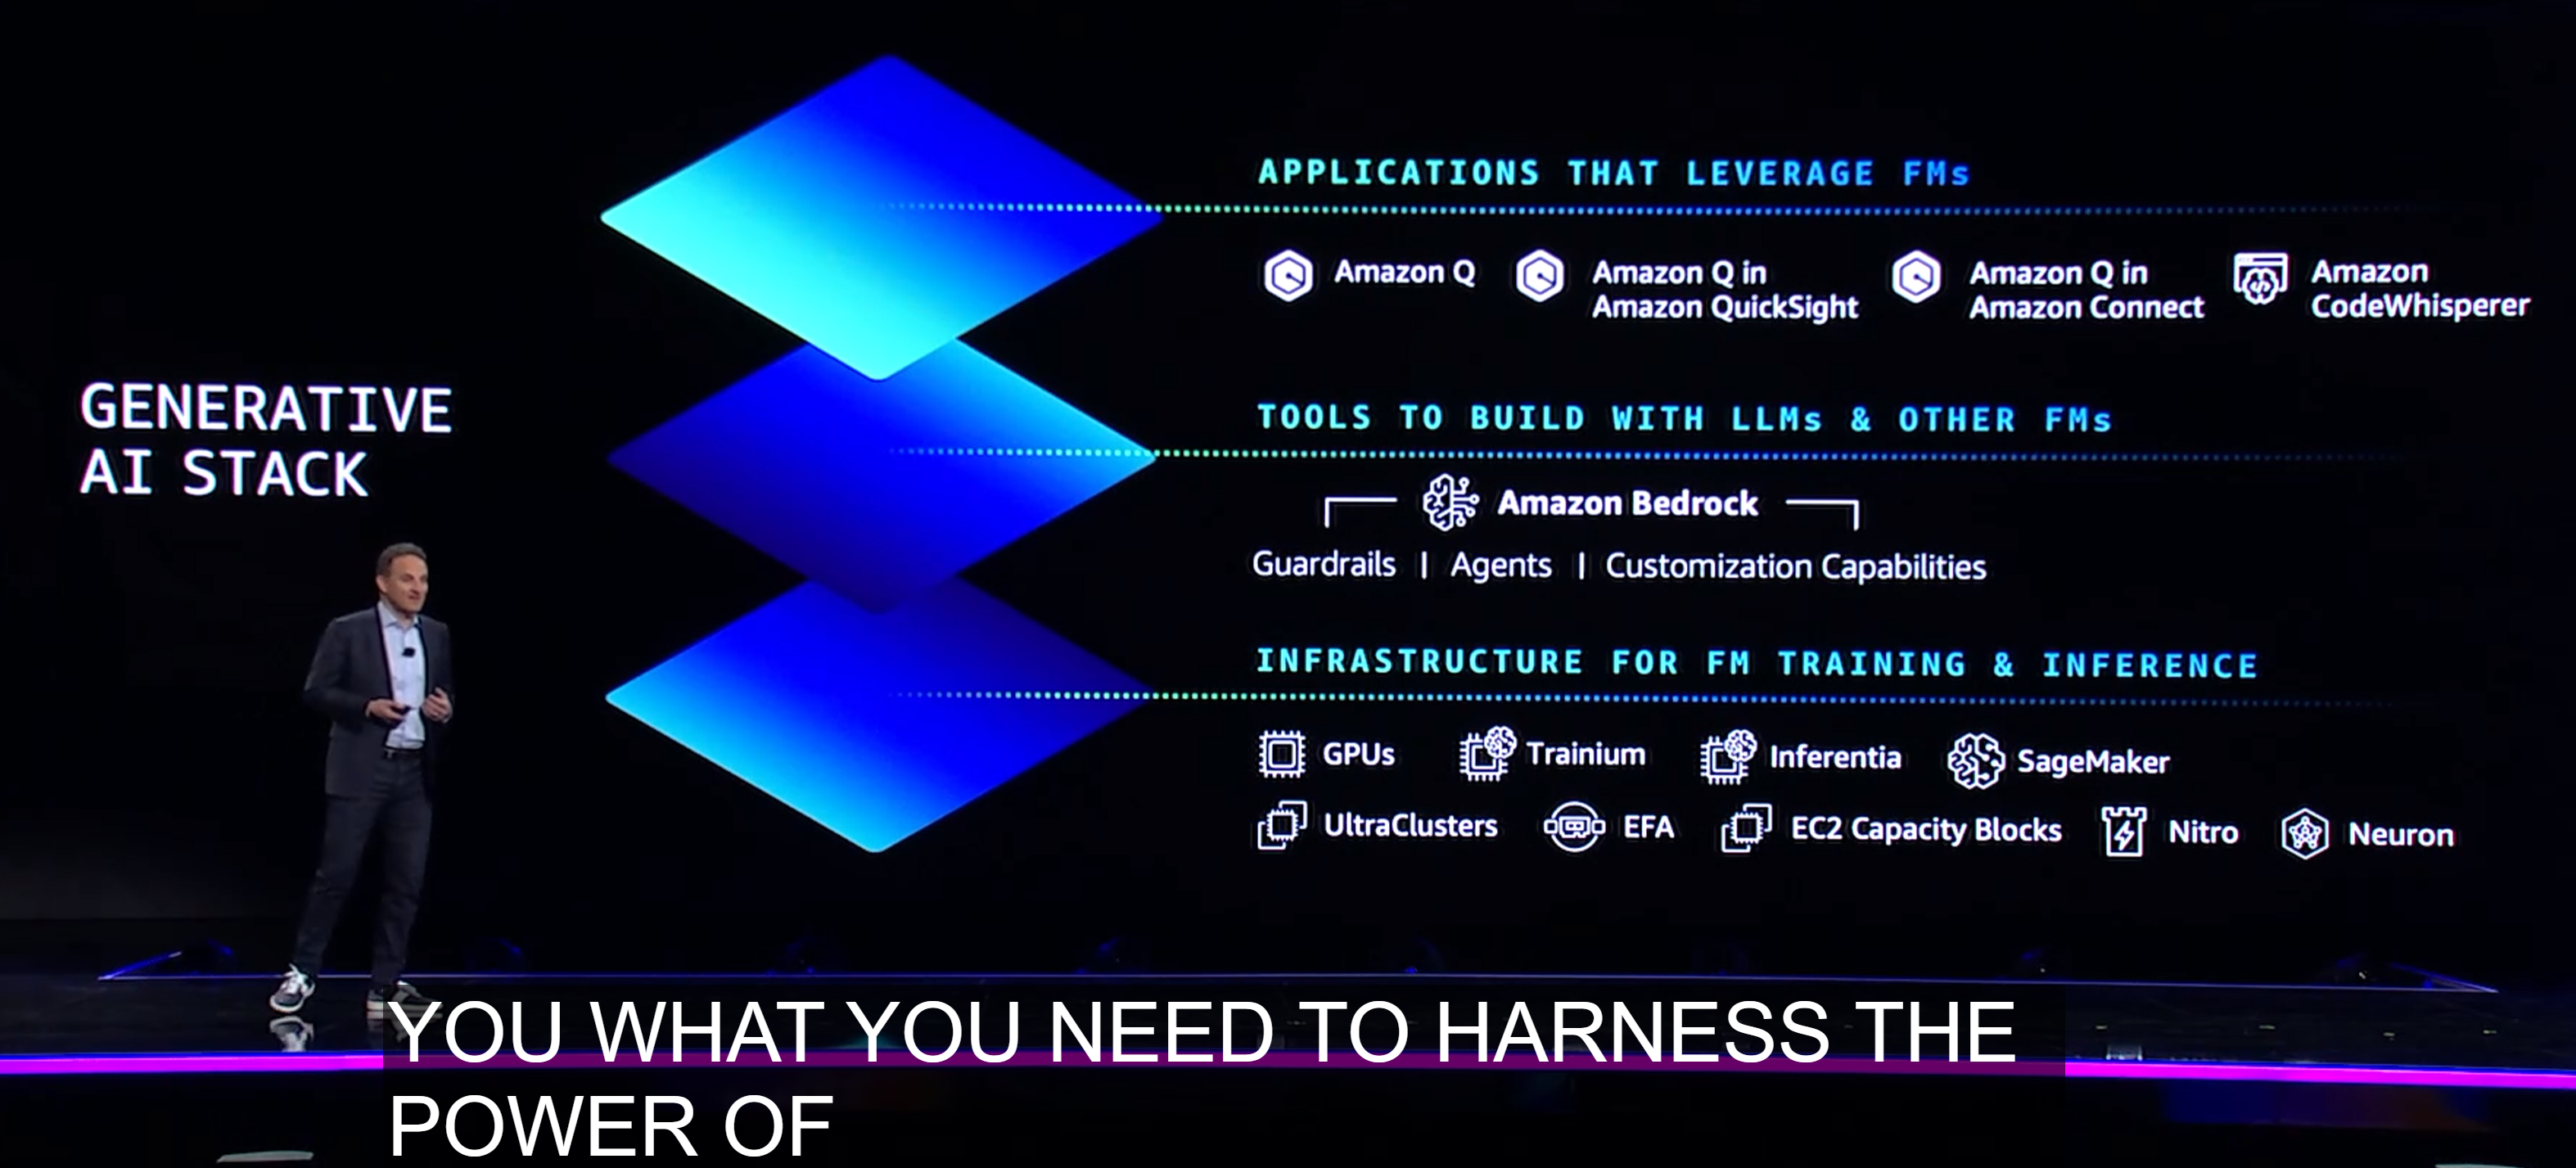 GENERATIVE
AI STACK
APPLICATIONS THAT LEVERAGE FMs
Amazon Q
Amazon Q in
Amazon QuickSight
Amazon Q in
Amazon Connect
Amazon
CodeWhisperer
TOOLS TO BUILD WITH LLMs & OTHER FMs
Amazon Bedrock
Guardrails | Agents | Customization Capabilities
INFRASTRUCTURE FOR FM TRAINING & INFERENCE
GPUs Trainium Inferentia SageMaker
UltraClusters EFA EC2 Capacity Blocks Nitro Neuron
YOU WHAT YOU NEED TO HARNESS THE
POWER OF